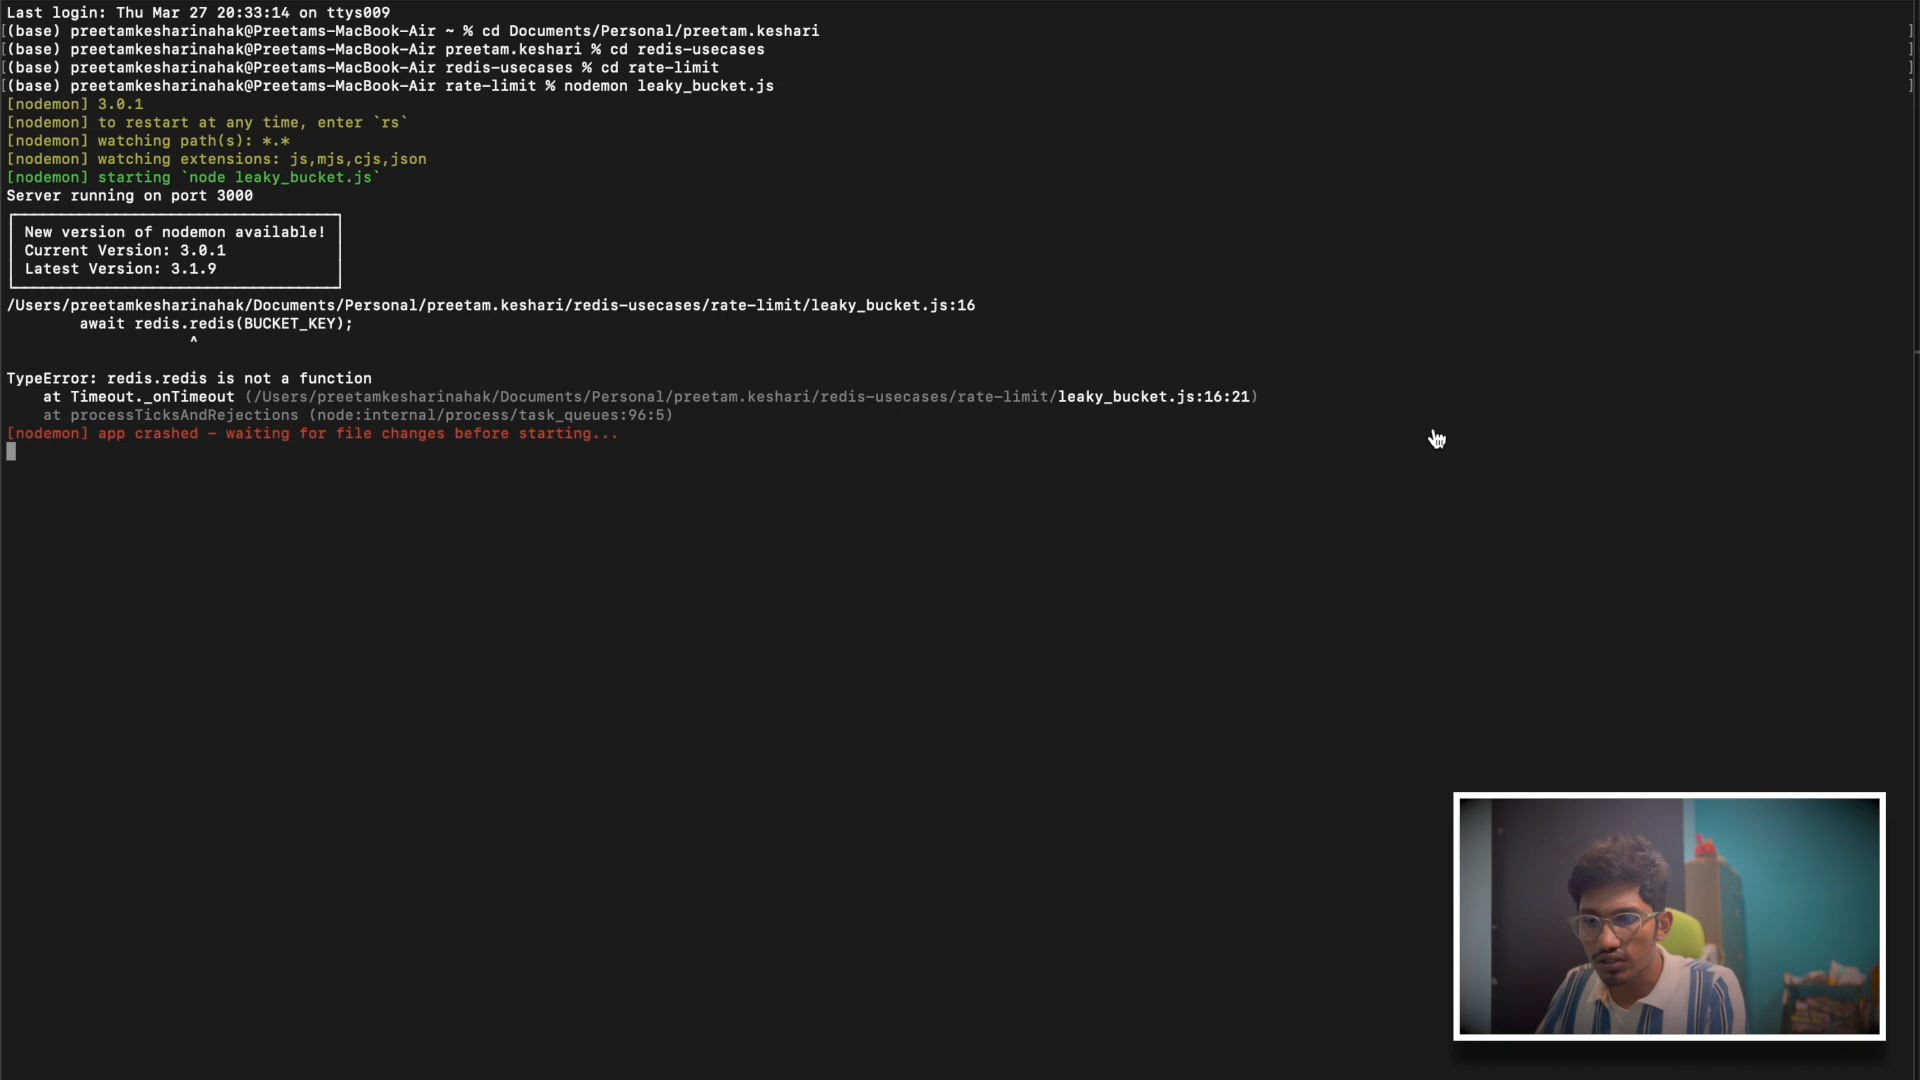 Last login: Thu Mar 27 20:33:14 on ttys009
[(base) preetamkesharinahak@Preetams-MacBook-Air ~ % cd Documents/Personal/preetam.keshari ]
[(base) preetamkesharinahak@Preetams-MacBook-Air preetam.keshari % cd redis-usecases ]
[(base) preetamkesharinahak@Preetams-MacBook-Air redis-usecases % cd rate-limit ]
[(base) preetamkesharinahak@Preetams-MacBook-Air rate-limit % nodemon leaky_bucket.js ]
[nodemon] 3.0.1
[nodemon] to restart at any time, enter `rs`
[nodemon] watching path(s): *.*
[nodemon] watching extensions: js,mjs,cjs,json
[nodemon] starting `node leaky_bucket.js`
Server running on port 3000
New version of nodemon available!
Current Version: 3.0.1
Latest Version: 3.1.9
/Users/preetamkesharinahak/Documents/Personal/preetam.keshari/redis-usecases/rate-limit/leaky_bucket.js:16
await redis.redis(BUCKET_KEY);
^
TypeError: redis.redis is not a function
at Timeout._onTimeout (/Users/preetamkesharinahak/Documents/Personal/preetam.keshari/redis-usecases/rate-limit/leaky_bucket.js:16:21)
at processTicksAndRejections (node:internal/process/task_queues:96:5)
[nodemon] app crashed – waiting for file changes before starting...